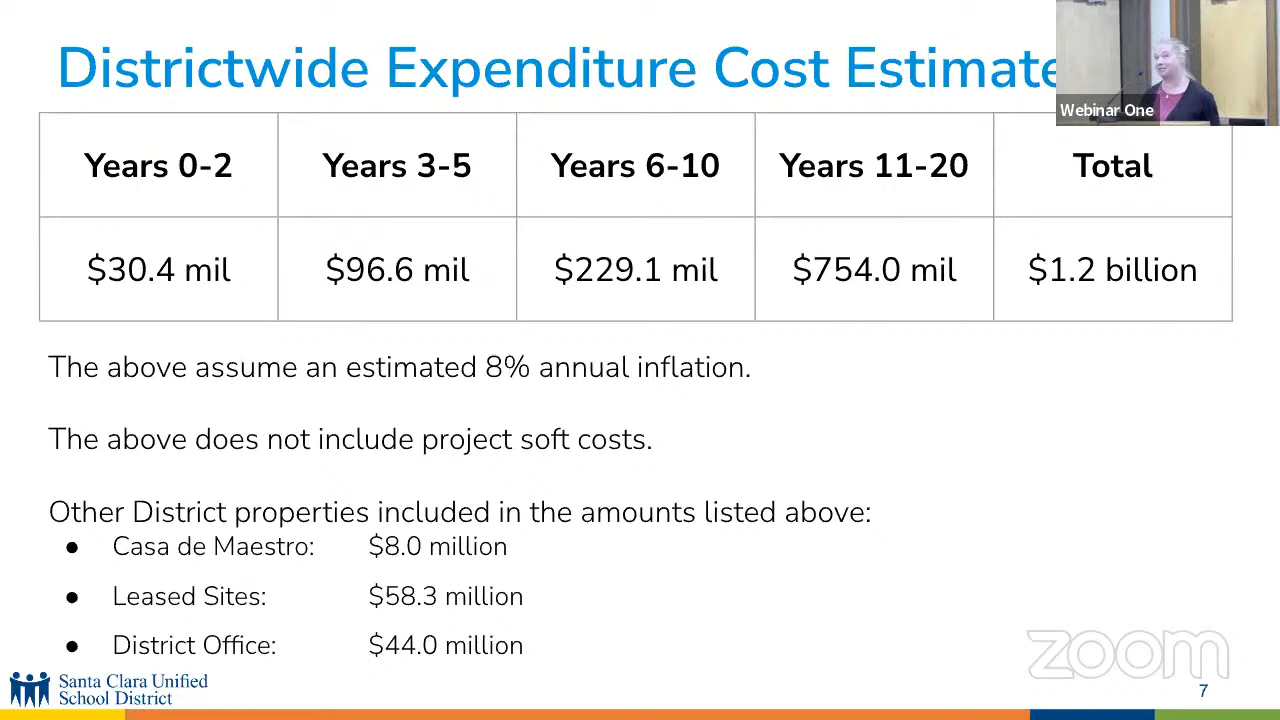 Districtwide Expenditure Cost Estimate
Webinar One
Years 0-2
Years 3-5
Years 6-10
Years 11-20
Total
$30.4 mil
$96.6 mil
$229.1 mil
$754.0 mil
$1.2 billion
The above assume an estimated 8% annual inflation.
The above does not include project soft costs.
Other District properties included in the amounts listed above:
● Casa de Maestro: $8.0 million
● Leased Sites: $58.3 million
● District Office: $44.0 million
zoom
Santa Clara Unified
School District
7